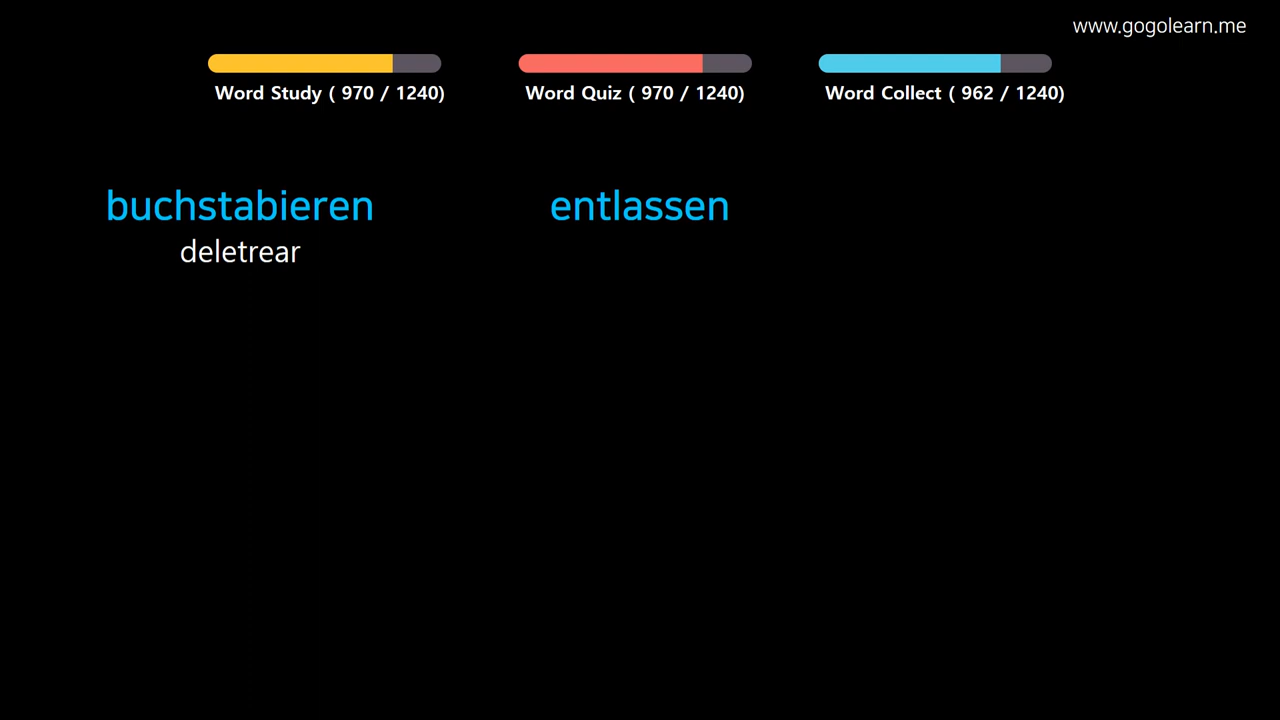 www.gogolearn.me
Word Study ( 970 / 1240)
Word Quiz ( 970 / 1240)
Word Collect ( 962 / 1240)
buchstabieren
deletrear
entlassen